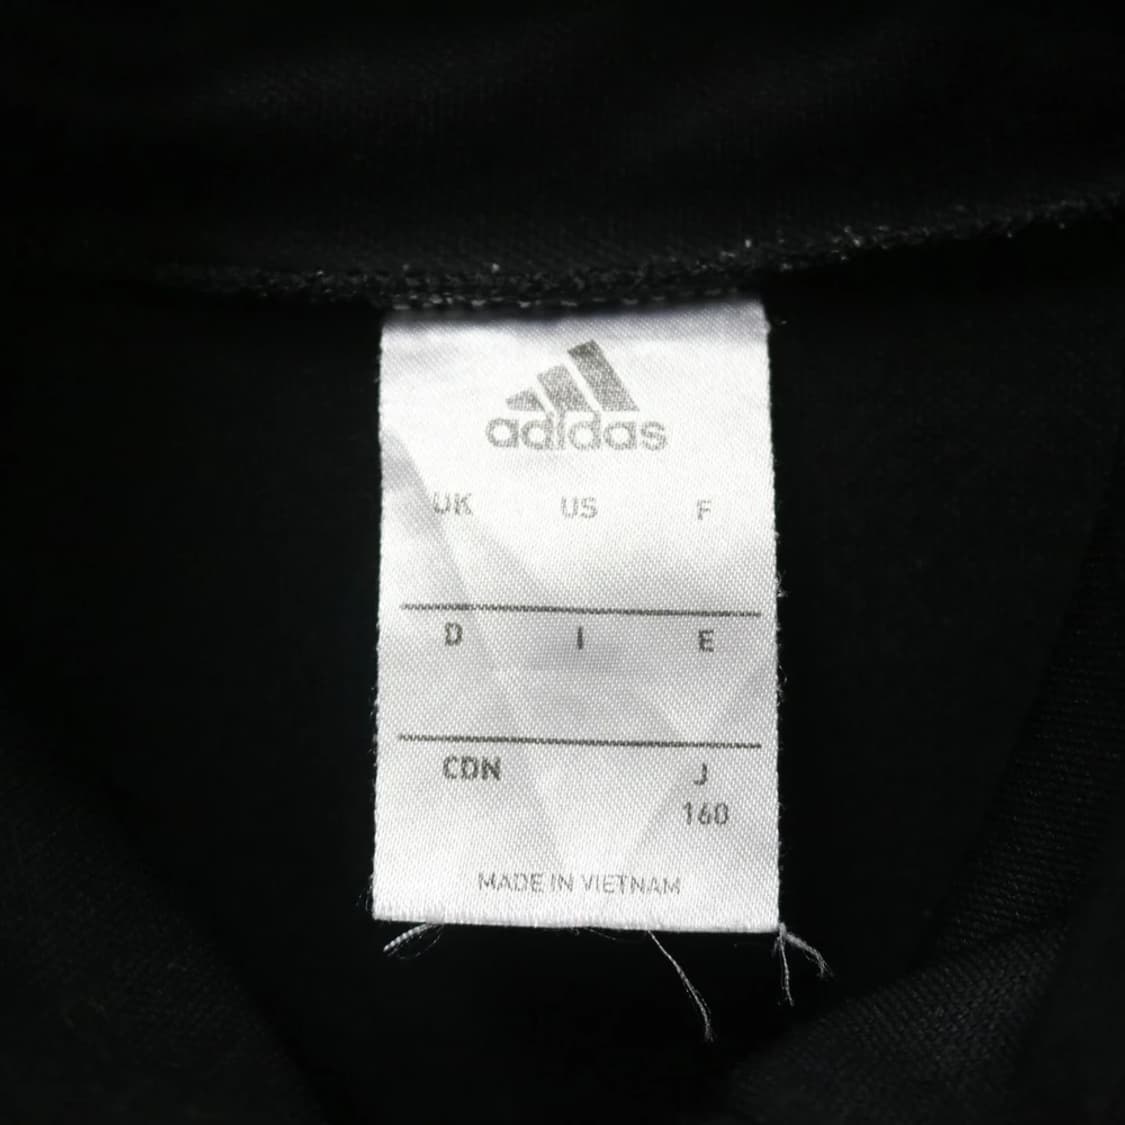 adidas
UK US F
D I E
CDN J
160
MADE IN VIETNAM